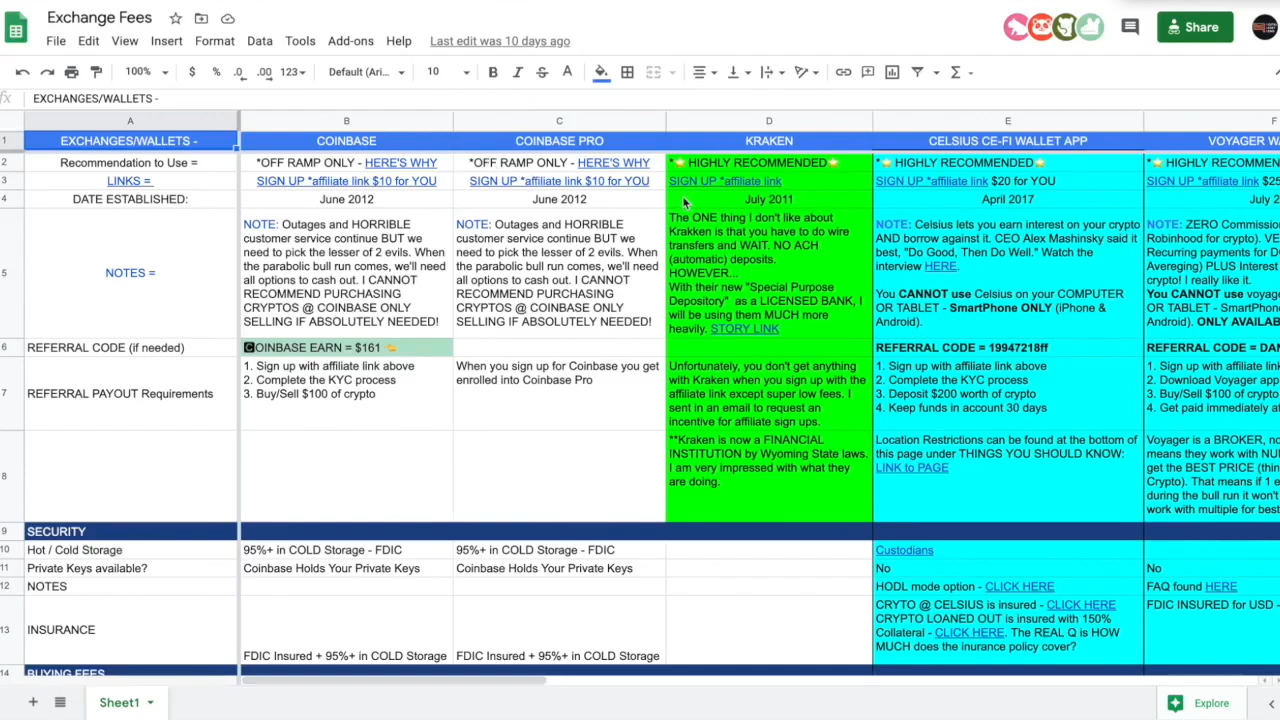 Exchange Fees
File Edit View Insert Format Data Tools Add-ons Help Last edit was 10 days ago
Share
100% $ % .0 .00 123 Default (Ari... 10 B I S A
fx EXCHANGES/WALLETS -
A B C D E F
1 EXCHANGES/WALLETS - COINBASE COINBASE PRO KRAKEN CELSIUS CE-FI WALLET APP VOYAGER
2 Recommendation to Use = *OFF RAMP ONLY - HERE'S WHY *OFF RAMP ONLY - HERE'S WHY *⭐ HIGHLY RECOMMENDED⭐ *⭐HIGHLY RECOMMENDED⭐ *⭐HIGHLY
3 LINKS = SIGN UP *affiliate link $10 for YOU SIGN UP *affiliate link $10 for YOU SIGN UP *affiliate link SIGN UP *affiliate link $20 for YOU SIGN UP *affiliate link
4 DATE ESTABLISHED: June 2012 June 2012 July 2011 April 2017 July
5 NOTES =
NOTE: Outages and HORRIBLE
customer service continue BUT we
need to pick the lesser of 2 evils. When
the parabolic bull run comes, we'll need
all options to cash out. I CANNOT
RECOMMEND PURCHASING
CRYPTOS @ COINBASE ONLY
SELLING IF ABSOLUTELY NEEDED!
NOTE: Outages and HORRIBLE
customer service continue BUT we
need to pick the lesser of 2 evils. When
the parabolic bull run comes, we'll need
all options to cash out. I CANNOT
RECOMMEND PURCHASING
CRYPTOS @ COINBASE ONLY
SELLING IF ABSOLUTELY NEEDED!
The ONE thing I don't like about
Krakken is that you have to do wire
transfers and WAIT. NO ACH
(automatic) deposits.
HOWEVER...
With their new "Special Purpose
Depository" as a LICENSED BANK, I
will be using them MUCH more
heavily. STORY LINK
NOTE: Celsius lets you earn interest on your crypto
AND borrow against it. CEO Alex Mashinsky said it
best, "Do Good, Then Do Well." Watch the
interview HERE.
You CANNOT use Celsius on your COMPUTER
OR TABLET - SmartPhone ONLY (iPhone &
Android).
NOTE: ZERO
Robinhood for crypto).
Recurring payments for
Avereging) PLUS Interest
crypto! I really like it.
You CANNOT use
OR TABLET -
Android). ONLY
6 REFERRAL CODE (if needed) COINBASE EARN = $161 REFERRAL CODE = 19947218ff REFERRAL CODE =
7 REFERRAL PAYOUT Requirements
1. Sign up with affiliate link above
2. Complete the KYC process
3. Buy/Sell $100 of crypto
When you sign up for Coinbase you get
enrolled into Coinbase Pro
Unfortunately, you don't get anything
with Kraken when you sign up with the
affiliate link except super low fees. I
sent in an email to request an
incentive for affiliate sign ups.
1. Sign up with affiliate link above
2. Complete the KYC process
3. Deposit $200 worth of crypto
4. Keep funds in account 30 days
1. Sign up with affiliate
2. Download Voyager app
3. Buy/Sell $100 of crypto
4. Get paid immediately
8
**Kraken is now a FINANCIAL
INSTITUTION by Wyoming State laws.
I am very impressed with what they
are doing.
Location Restrictions can be found at the bottom of
this page under THINGS YOU SHOULD KNOW:
LINK to PAGE
Voyager is a BROKER,
means they work with
get the BEST PRICE
Crypto). That means if 1
during the bull run it won't
work with multiple for best
9 SECURITY
10 Hot / Cold Storage 95%+ in COLD Storage - FDIC 95%+ in COLD Storage - FDIC Custodians
11 Private Keys available? Coinbase Holds Your Private Keys Coinbase Holds Your Private Keys No No
12 NOTES HODL mode option - CLICK HERE FAQ found HERE
13 INSURANCE FDIC Insured + 95%+ in COLD Storage FDIC Insured + 95%+ in COLD Storage
CRYTO @ CELSIUS is insured - CLICK HERE
CRYPTO LOANED OUT is insured with 150%
Collateral - CLICK HERE. The REAL Q is HOW
MUCH does the inurance policy cover?
FDIC INSURED for USD -
14 BUYING FEES
Sheet1 Explore